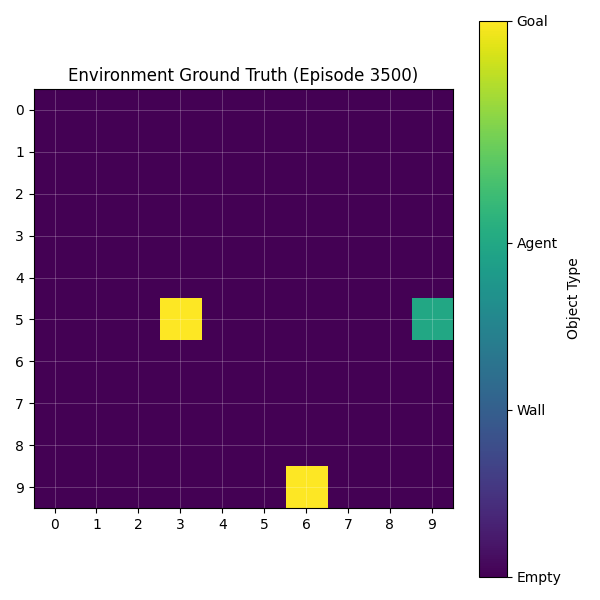 Environment Ground Truth (Episode 3500)
0
1
2
3
4
5
6
7
8
9
0 1 2 3 4 5 6 7 8 9
Goal
Agent
Wall
Empty
Object Type